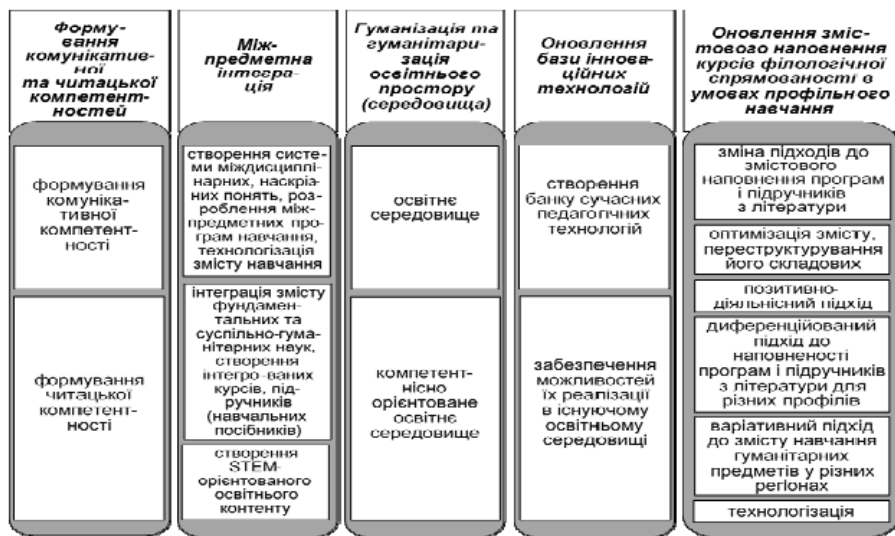 Форму-
вання
комунікатив-
ної
та читацької
компетент-
ностей
формування
комуніка-
тивної
компетент-
ності
формування
читацької
компетент-
ності
Між-
предметна
інтегра-
ція
створення систе-
ми міждисциплі-
нарних, наскріз-
них понять, роз-
роблення між-
предметних про-
грам навчання,
технологізація
змісту навчання
інтеграція змісту
фундамен-
тальних та
суспільно-гума-
нітарних наук,
створення
інтегро-ваних
курсів, під-
ручників
(навчальних
посібників)
створення
STEM-
орієнтованого
освітнього
контенту
Гуманізація та
гуманітари-
зація
освітнього
простору
(середовища)
освітнє
середовище
компетент-
нісно
орієнтоване
освітнє
середовище
Оновлення
бази іннова-
ційних
технологій
створення
банку сучасних
педагогічних
технологій
забезпечення
можливостей
їх реалізації
в існуючому
освітньому
середовищі
Оновлення зміс-
тового наповнення
курсів філологічної
спрямованості в
умовах профільного
навчання
зміна підходів до
змістового
наповнення програм
і підручників
з літератури
оптимізація змісту,
переструктурування
його складових
позитивно-
діяльнісний підхід
диференційований
підхід до
наповненості
програм і підручників
з літератури для
різних профілів
варіативний підхід
до змісту навчання
гуманітарних
предметів у різних
регіонах
технологізація